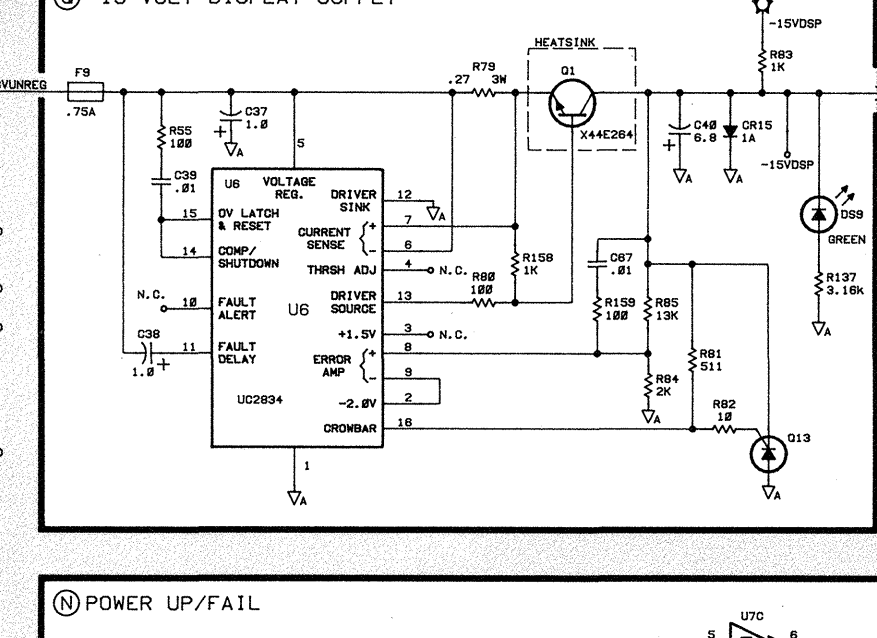 -15VDSP
R83
1K
HEATSINK
R79
.27 3W
Q1
X44E264
F9
.75A
R55
100
C37
+ 1.0
A
5
C40
+ 6.8
A
CR15
1A
A
-15VDSP
DS9
GREEN
R137
3.16k
A
C39
.01
U6 VOLTAGE
REG.
DRIVER
SINK
12
A
15 OV LATCH
& RESET
CURRENT
SENSE
+ 7
- 6
14 COMP/
SHUTDOWN
THRSH ADJ 4 N.C.
R158
1K
C67
.01
N.C.
10 FAULT
ALERT
U6
DRIVER
SOURCE
13
R80
100
R159
100
R85
13K
+1.5V 3 N.C.
C38
1.0 +
11 FAULT
DELAY
ERROR
AMP
+ 8
- 9
R81
511
R84
2K
A
UC2834
-2.0V 2
CROWBAR 16
R82
10
Q13
A
1
A
N POWER UP/FAIL
U7C
5 6